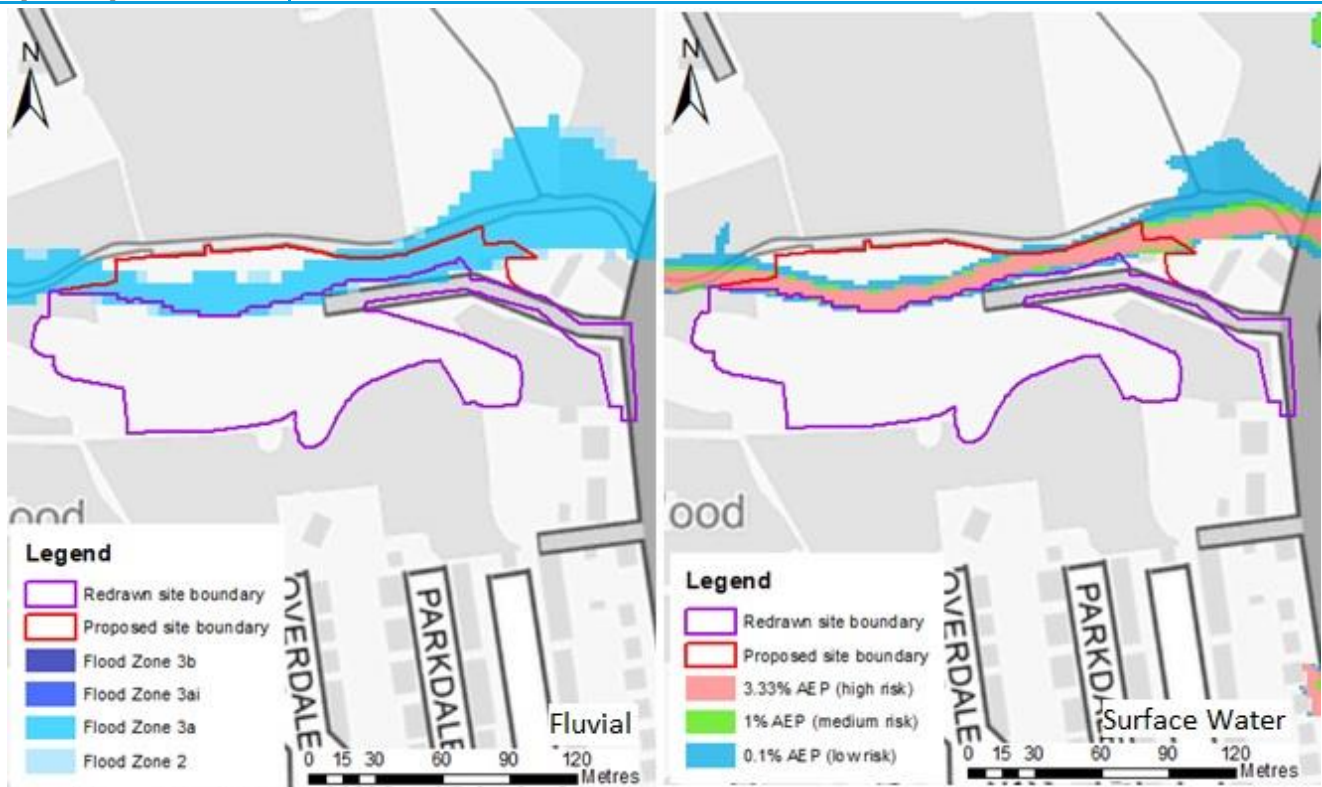 N
ood
Legend
Redrawn site boundary
Proposed site boundary
Flood Zone 3b
Flood Zone 3ai
Flood Zone 3a
Flood Zone 2
OVERDALE
PARKDALE
Fluvial
0 15 30 60 90 120
Metres
N
ood
Legend
Redrawn site boundary
Proposed site boundary
3.33% AEP (high risk)
1% AEP (medium risk)
0.1% AEP (low risk)
OVERDALE
PARKDA
Surface Water
0 15 30 60 90 120
Metres